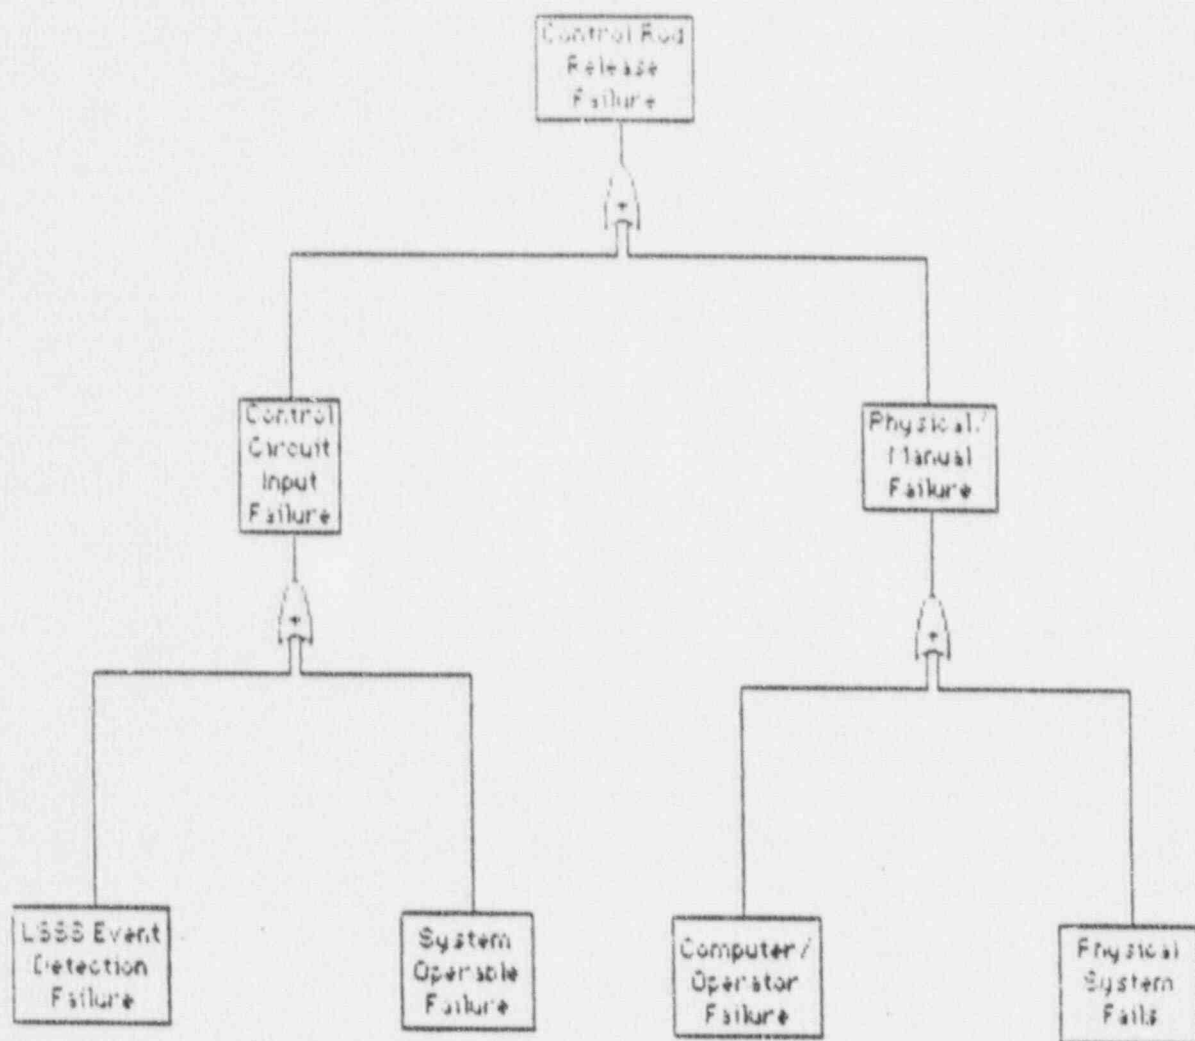 Control Rod
Release
Failure
Control
Circuit
Input
Failure
Physical/
Manual
Failure
+
+
+
LSSS Event
Detection
Failure
System
Operable
Failure
Computer/
Operator
Failure
Physical
System
Fails